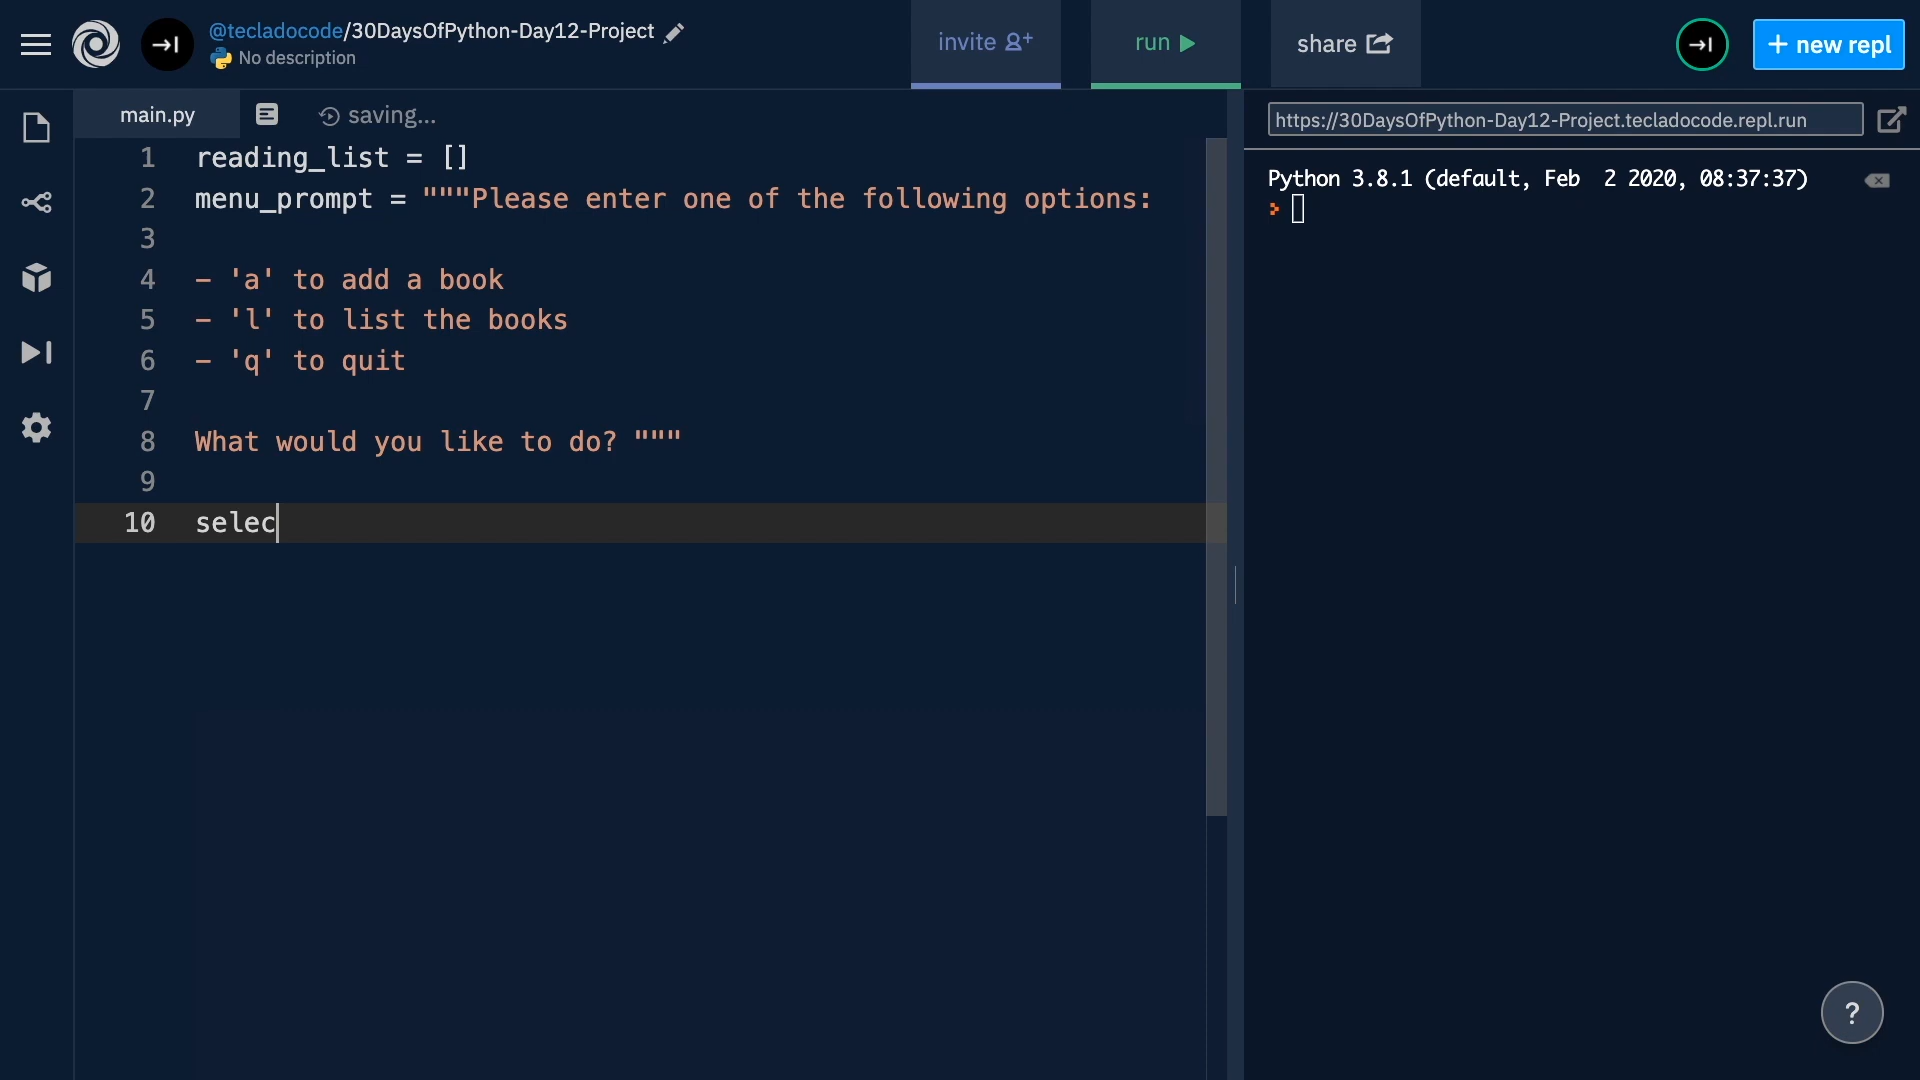 @tecladocode/30DaysOfPython-Day12-Project
No description
invite
run
share
+ new repl
main.py
saving...
https://30DaysOfPython-Day12-Project.tecladocode.repl.run
1 reading_list = []
2 menu_prompt = """Please enter one of the following options:
3
4 – 'a' to add a book
5 – 'l' to list the books
6 – 'q' to quit
7
8 What would you like to do? """
9
10 selec
Python 3.8.1 (default, Feb  2 2020, 08:37:37)
?